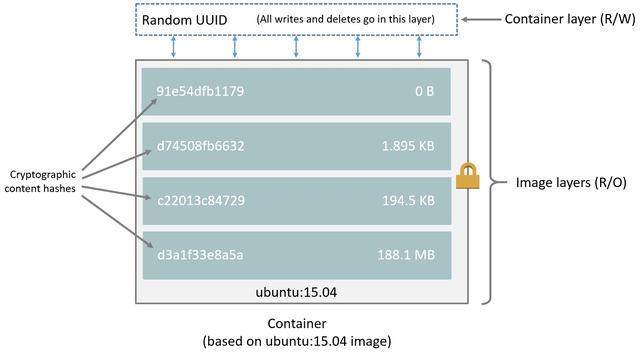 Random UUID (All writes and deletes go in this layer)
Container layer (R/W)
91e54dfb1179 0 B
d74508fb6632 1.895 KB
Cryptographic
content hashes
Image layers (R/O)
c22013c84729 194.5 KB
d3a1f33e8a5a 188.1 MB
ubuntu:15.04
Container
(based on ubuntu:15.04 image)